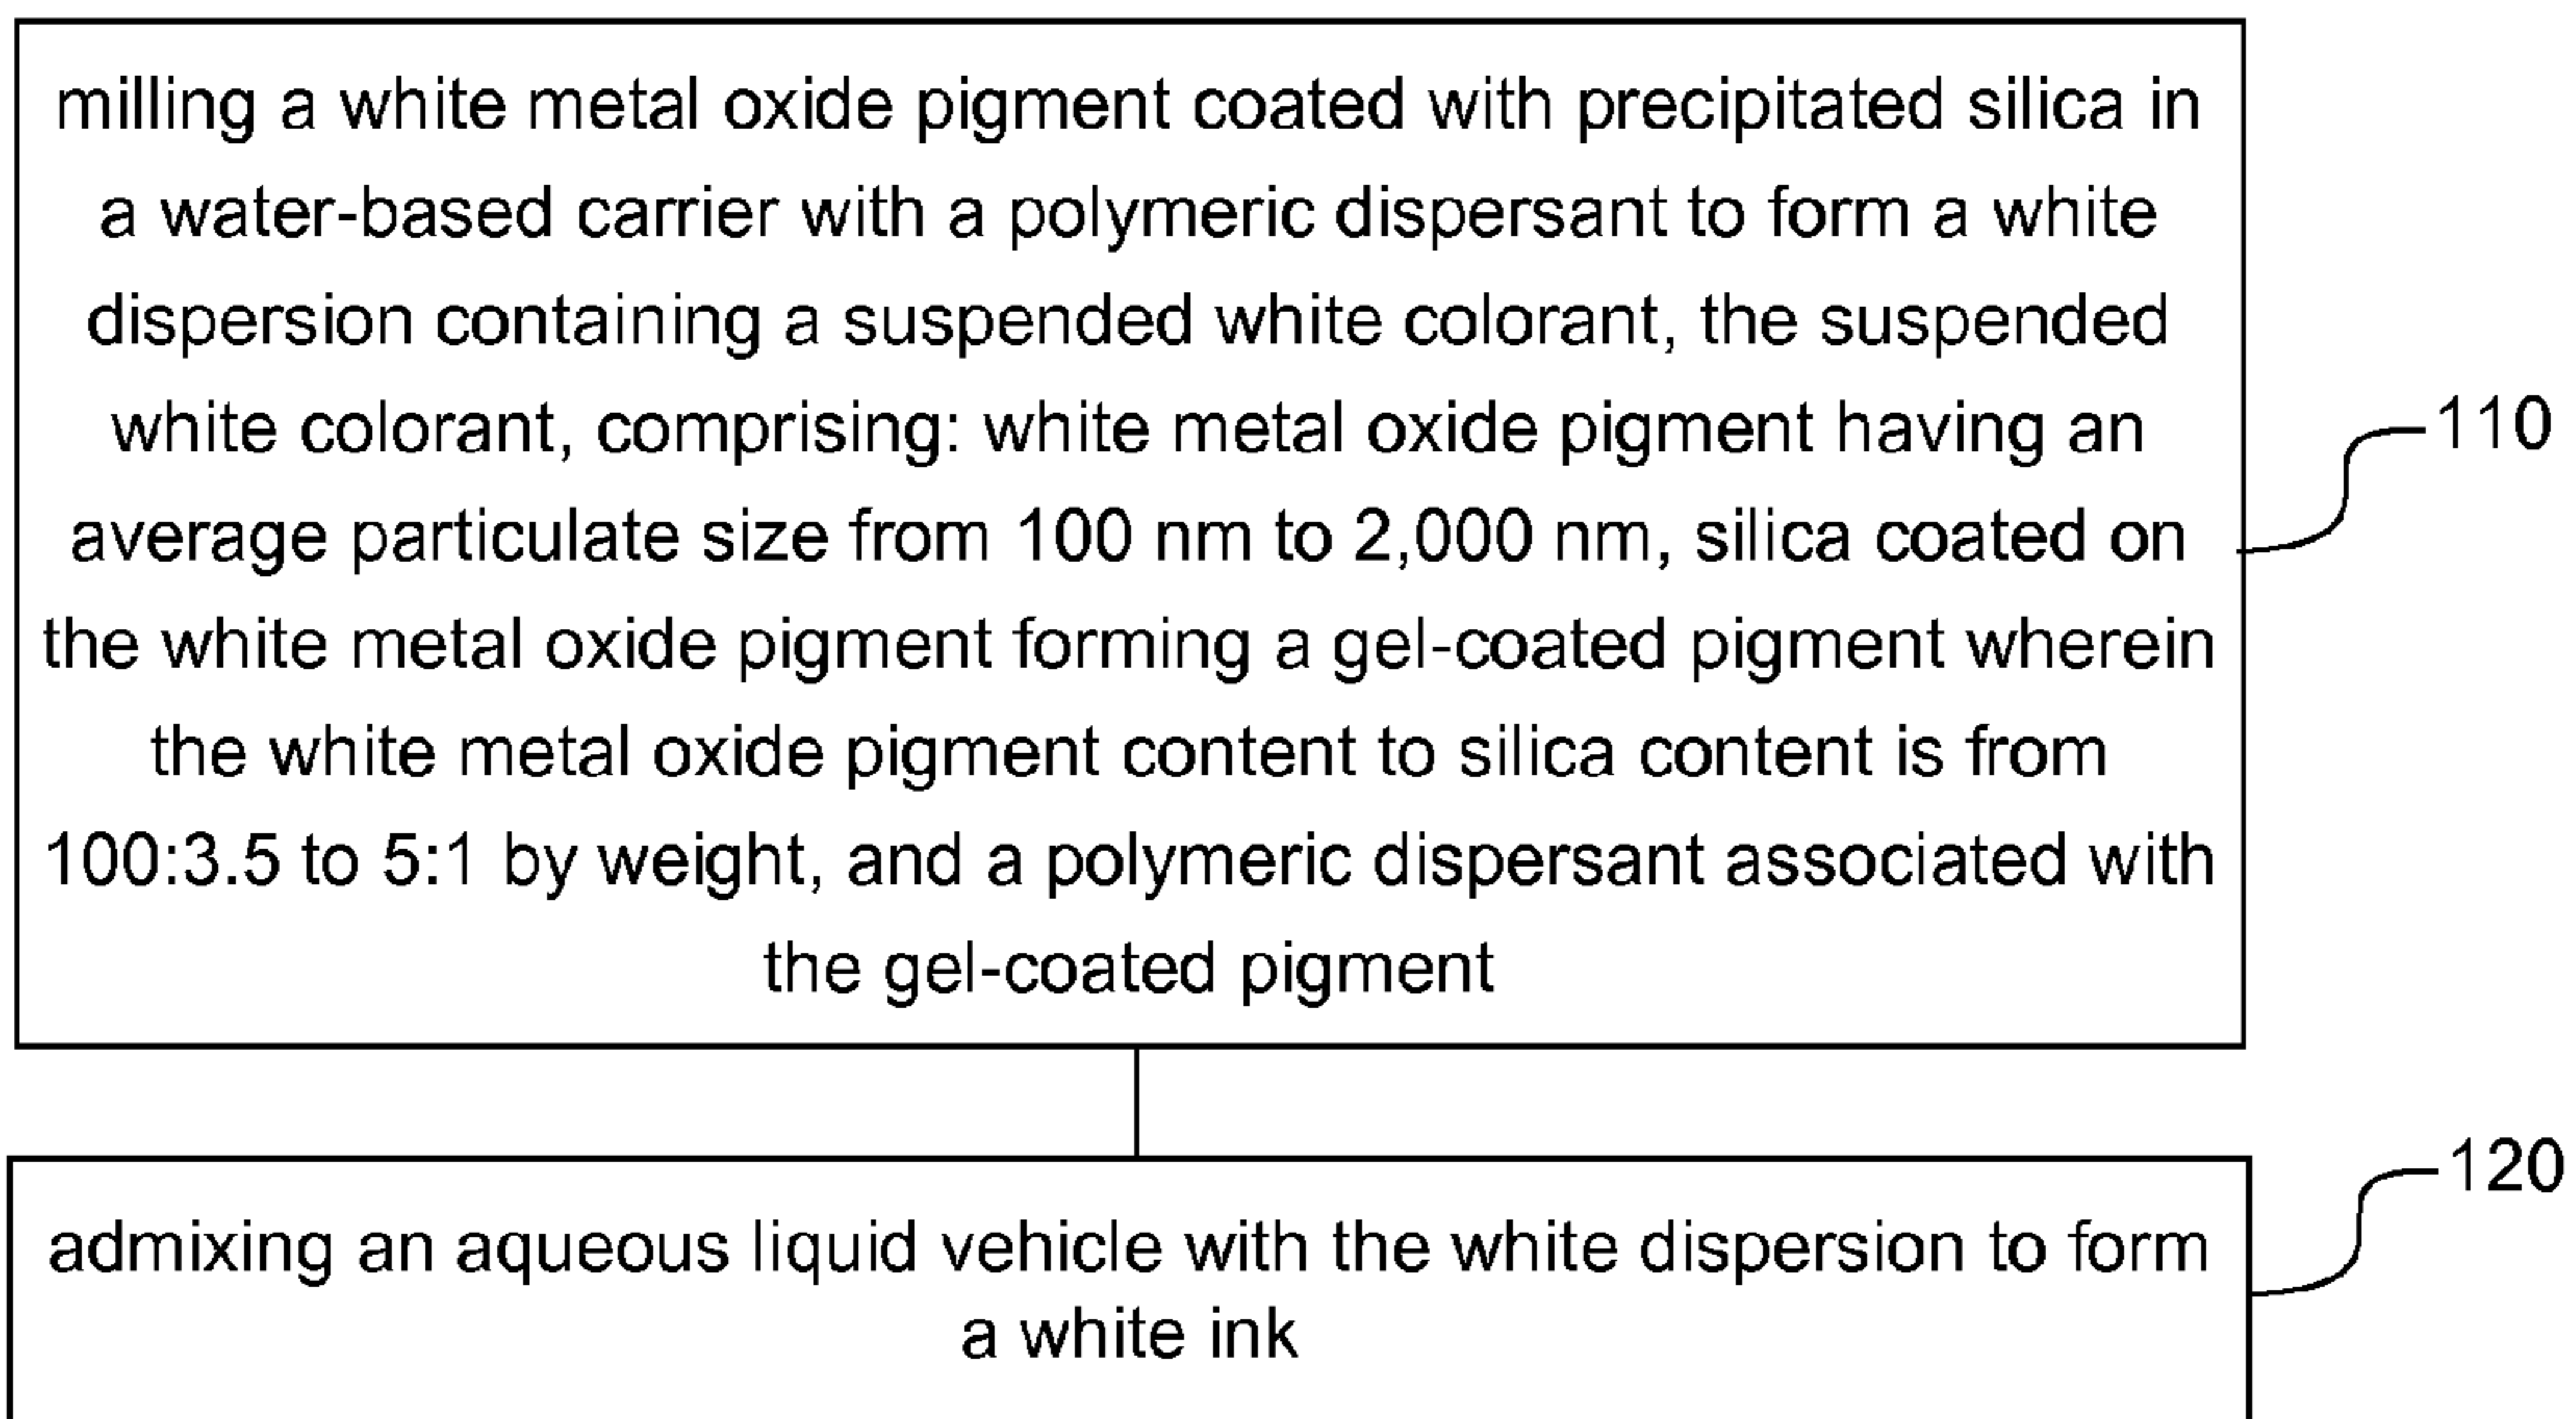 milling a white metal oxide pigment coated with precipitated silica in
a water-based carrier with a polymeric dispersant to form a white
dispersion containing a suspended white colorant, the suspended
white colorant, comprising: white metal oxide pigment having an
average particulate size from 100 nm to 2,000 nm, silica coated on
the white metal oxide pigment forming a gel-coated pigment wherein
the white metal oxide pigment content to silica content is from
100:3.5 to 5:1 by weight, and a polymeric dispersant associated with
the gel-coated pigment
110
admixing an aqueous liquid vehicle with the white dispersion to form
a white ink
120